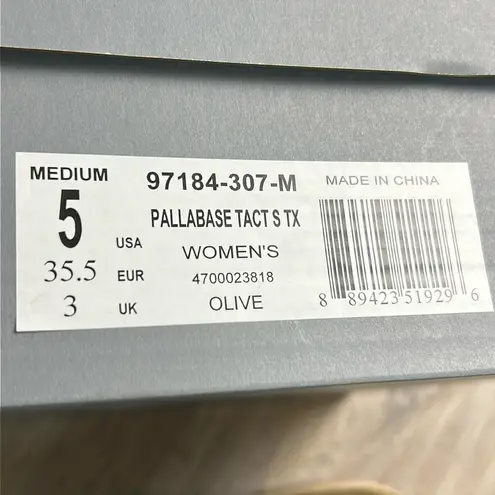 MEDIUM
5 USA
35.5 EUR
3 UK
97184-307-M
PALLABASE TACT S TX
WOMEN'S
4700023818
OLIVE
MADE IN CHINA
8 89423 51929 6